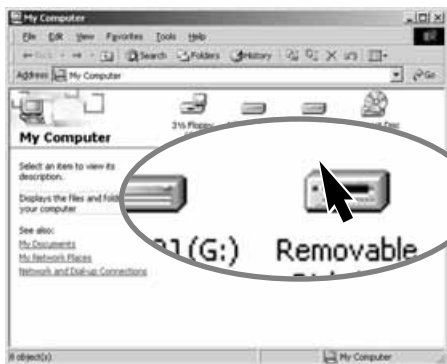 My Computer
File Edit View Favorites Tools Help
Search Folders History
Address My Computer Go
3½ Floppy
My Computer
Select an item to view its
description.
Displays the files and
your computer
See also:
My Documents
My Network Places
Network and Dial-up Connections
(G:) Removable
8 object(s) My Computer